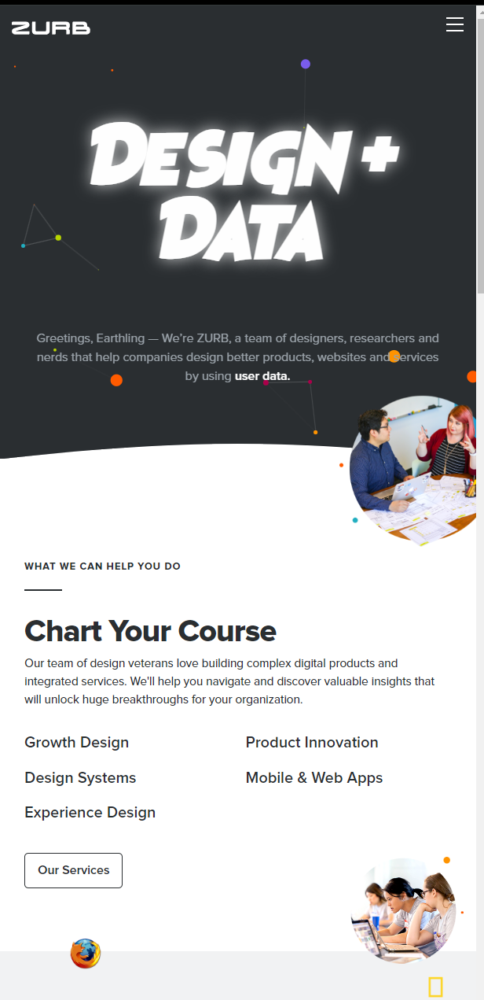 ZURB
DESIGN +
DATA
Greetings, Earthling — We’re ZURB, a team of designers, researchers and
nerds that help companies design better products, websites and services
by using user data.
WHAT WE CAN HELP YOU DO
Chart Your Course
Our team of design veterans love building complex digital products and
integrated services. We'll help you navigate and discover valuable insights that
will unlock huge breakthroughs for your organization.
Growth Design
Product Innovation
Design Systems
Mobile & Web Apps
Experience Design
Our Services